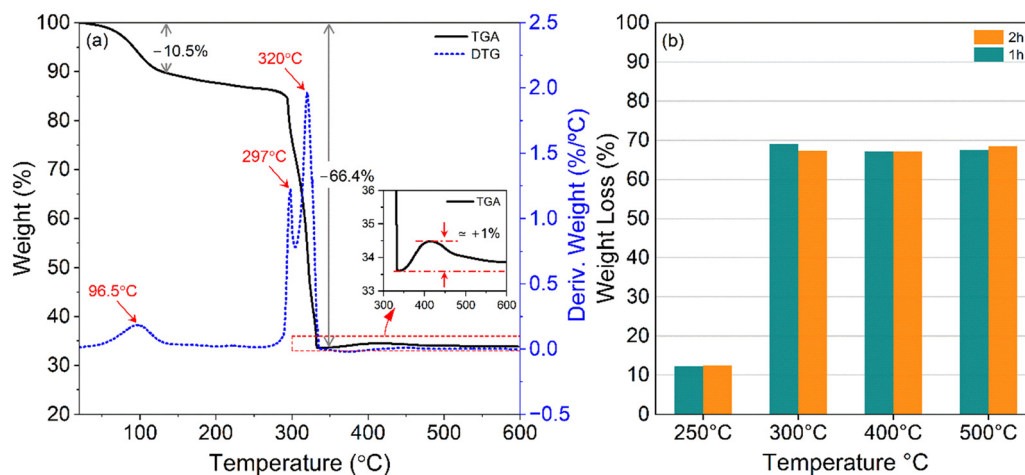 (a)
TGA
DTG
−10.5%
320°C
297°C
96.5°C
−66.4%
TGA
≃ +1%
36
35
34
33
300 400 500 600
100
90
80
70
60
50
40
30
20
Weight (%)
2.5
2.0
1.5
1.0
0.5
0.0
−0.5
Deriv. Weight (%/ºC)
100 200 300 400 500 600
Temperature (°C)
(b)
2h
1h
100
90
80
70
60
50
40
30
20
10
0
Weight Loss (%)
250°C 300°C 400°C 500°C
Temperature °C